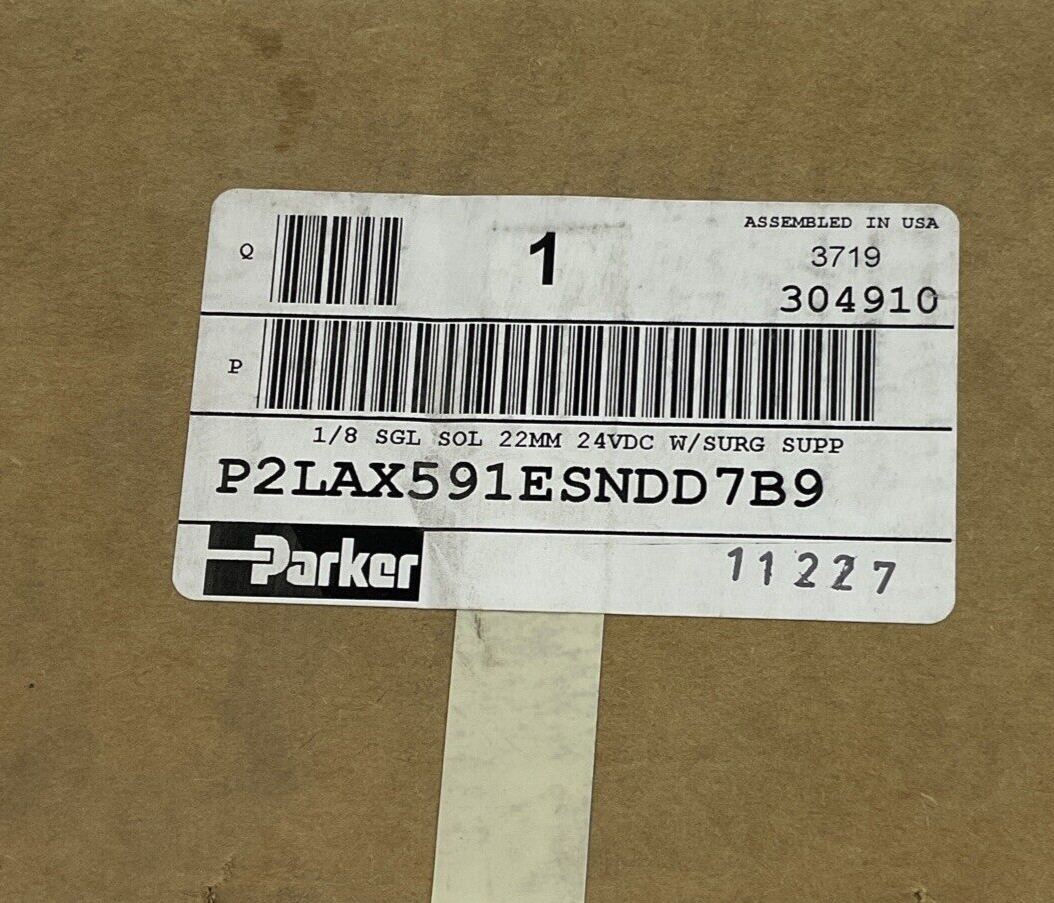 ASSEMBLED IN USA
Q
1
3719
304910
P
1/8 SGL SOL 22MM 24VDC W/SURG SUPP
P2LAX591ESNDD7B9
Parker
11227